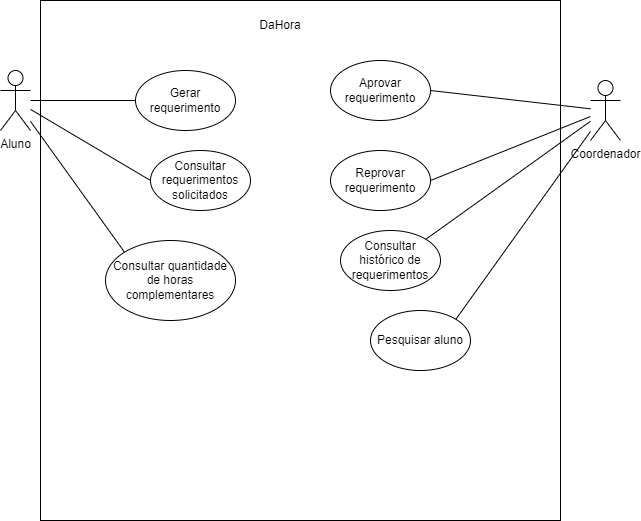 DaHora
Gerar
requerimento
Aprovar
requerimento
Aluno
Consultar
requerimentos
solicitados
Reprovar
requerimento
Coordenador
Consultar quantidade
de horas
complementares
Consultar
histórico de
requerimentos
Pesquisar aluno